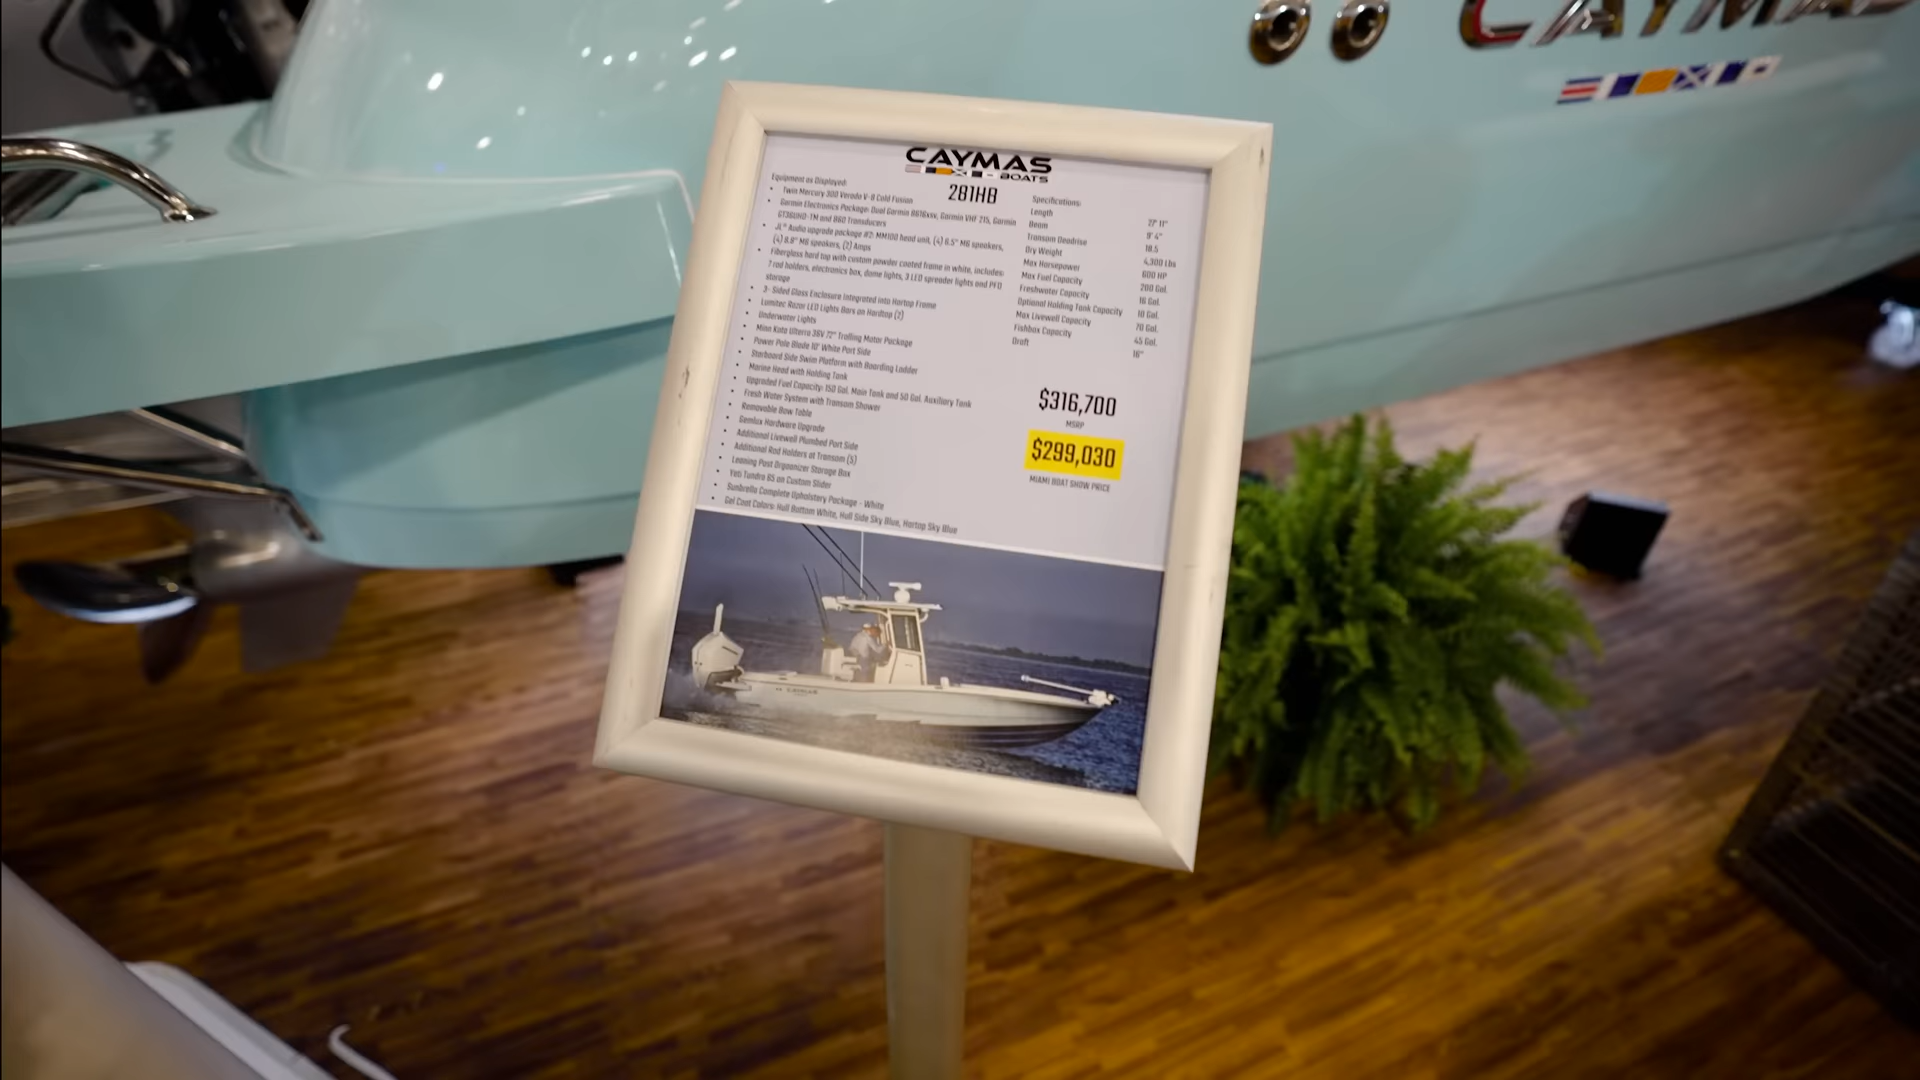 CAYMAS
CAYMAS
BOATS
281HB
Equipment as Displayed:
• Twin Mercury 300 Verado V-8 Cold Fusion
• Garmin Electronics Package: Dual Garmin 8616xsv, Garmin VHF 215, Garmin
GT36UHD-TM and B60 Transducers
• JL® Audio upgrade package #2: MM100 head unit, (4) 6.5" M6 speakers,
(4) 8.8" M6 speakers, (2) Amps
• Fiberglass hard top with custom powder coated frame in white, includes:
7 rod holders, electronics box, dome lights, 3 LED spreader lights and PFD
storage
• 3- Sided Glass Enclosure Integrated into Hartop Frame
• Lumitec Razor LED Lights Bars on Hardtop (2)
• Underwater Lights
• Minn Kota Ulterra 36V 72" Trolling Motor Package
• Power Pole Blade 10' White Port Side
• Starboard Side Swim Platform with Boarding Ladder
• Marine Head with Holding Tank
• Upgraded Fuel Capacity: 150 Gal. Main Tank and 50 Gal. Auxiliary Tank
• Fresh Water System with Transom Shower
• Removable Bow Table
• Gemlux Hardware Upgrade
• Additional Livewell Plumbed Port Side
• Additional Rod Holders at Transom (5)
• Leaning Post Organizer Storage Box
• Yeti Tundra 65 on Custom Slider
• Sunbrella Complete Upholstery Package - White
• Gel Coat Colors: Hull Bottom White, Hull Side Sky Blue, Hartop Sky Blue
Specifications:
Length 27' 11"
Beam 9' 4"
Transom Deadrise 18.5
Dry Weight 4,300 Lbs
Max Horsepower 600 HP
Max Fuel Capacity 200 Gal.
Freshwater Capacity 16 Gal.
Optional Holding Tank Capacity 10 Gal.
Max Livewell Capacity 70 Gal.
Fishbox Capacity 45 Gal.
Draft 16"
$316,700
MSRP
$299,030
MIAMI BOAT SHOW PRICE